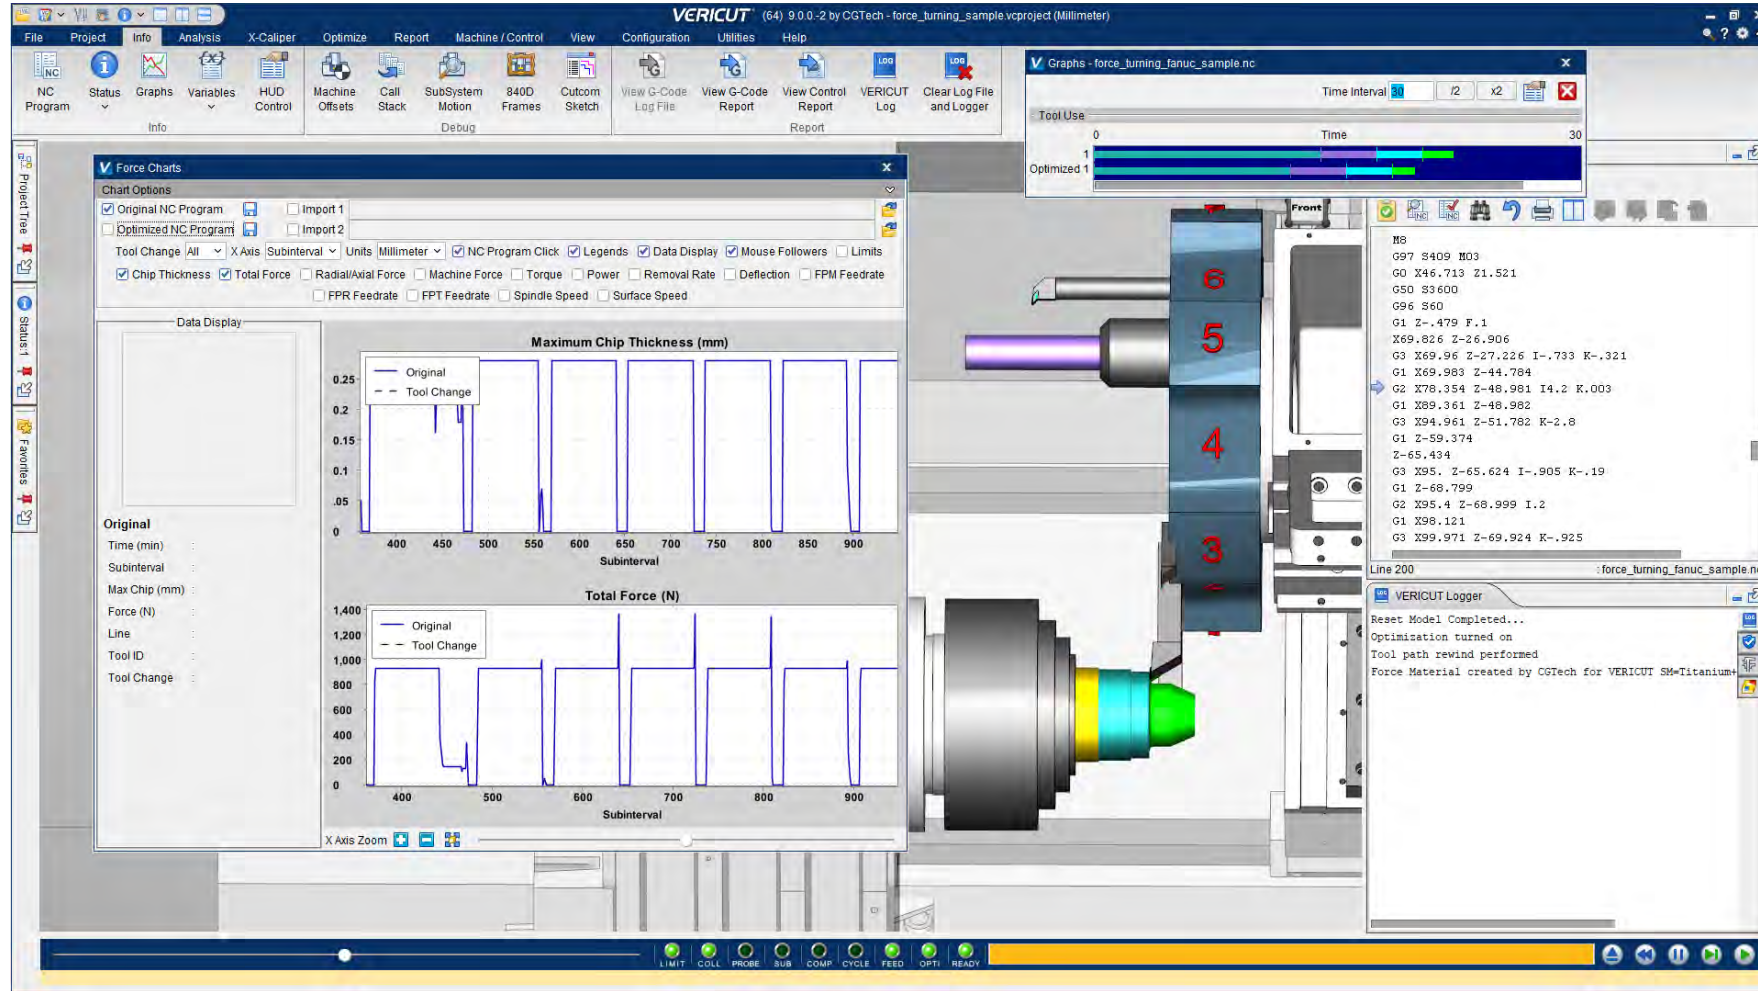 VERICUT (64) 9.0.0.-2 by CGTech - force_turning_sample.vcproject (Millimeter)
File Project Info Analysis X-Caliper Optimize Report Machine / Control View Configuration Utilities Help
NC Program
Status
Graphs
Variables
HUD Control
Machine Offsets
Call Stack
SubSystem Motion
840D Frames
Cutcom Sketch
View G-Code Log File
View G-Code Report
View Control Report
VERICUT Log
Clear Log File and Logger
Info
Debug
Report
Graphs - force_turning_fanuc_sample.nc
Time Interval 30 /2 x2
Tool Use
0 Time 30
1
Optimized 1
Project Tree
Status:1
Favorites
Force Charts
Chart Options
Original NC Program Import 1
Optimized NC Program Import 2
Tool Change All X Axis Subinterval Units Millimeter NC Program Click Legends Data Display Mouse Followers Limits
Chip Thickness Total Force Radial/Axial Force Machine Force Torque Power Removal Rate Deflection FPM Feedrate
FPR Feedrate FPT Feedrate Spindle Speed Surface Speed
Data Display
Original
Time (min) :
Subinterval :
Max Chip (mm) :
Force (N) :
Line :
Tool ID :
Tool Change :
Maximum Chip Thickness (mm)
Original
Tool Change
0.25
0.2
0.15
0.1
.05
0
400 450 500 550 600 650 700 750 800 850 900
Subinterval
Total Force (N)
Original
Tool Change
1,400
1,200
1,000
800
600
400
200
0
400 500 600 700 800 900
Subinterval
X Axis Zoom
Front
6
5
4
3
M8
G97 S409 M03
G0 X46.713 Z1.521
G50 S3600
G96 S60
G1 Z-.479 F.1
X69.826 Z-26.906
G3 X69.96 Z-27.226 I-.733 K-.321
G1 X69.983 Z-44.784
G2 X78.354 Z-48.981 I4.2 K.003
G1 X89.361 Z-48.982
G3 X94.961 Z-51.782 K-2.8
G1 Z-59.374
Z-65.434
G3 X95. Z-65.624 I-.905 K-.19
G1 Z-68.799
G2 X95.4 Z-68.999 I.2
G1 X98.121
G3 X99.971 Z-69.924 K-.925
Line 200 : force_turning_fanuc_sample.n
VERICUT Logger
Reset Model Completed...
Optimization turned on
Tool path rewind performed
Force Material created by CGTech for VERICUT SM=Titanium+
LIMIT COLL PROBE SUB COMP CYCLE FEED OPTI READY